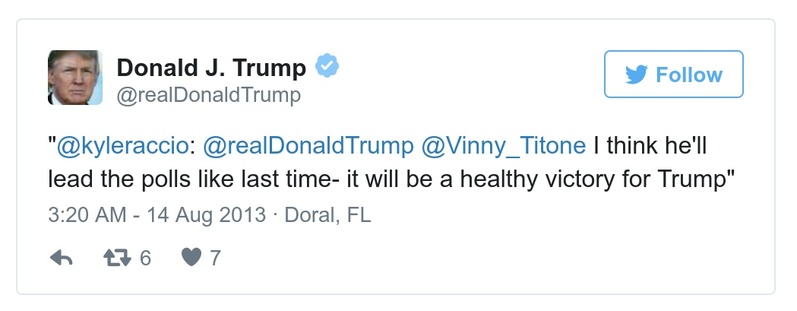 Donald J. Trump
@realDonaldTrump
Follow
"@kyleraccio: @realDonaldTrump @Vinny_Titone I think he'll
lead the polls like last time- it will be a healthy victory for Trump"
3:20 AM - 14 Aug 2013 · Doral, FL
6 7